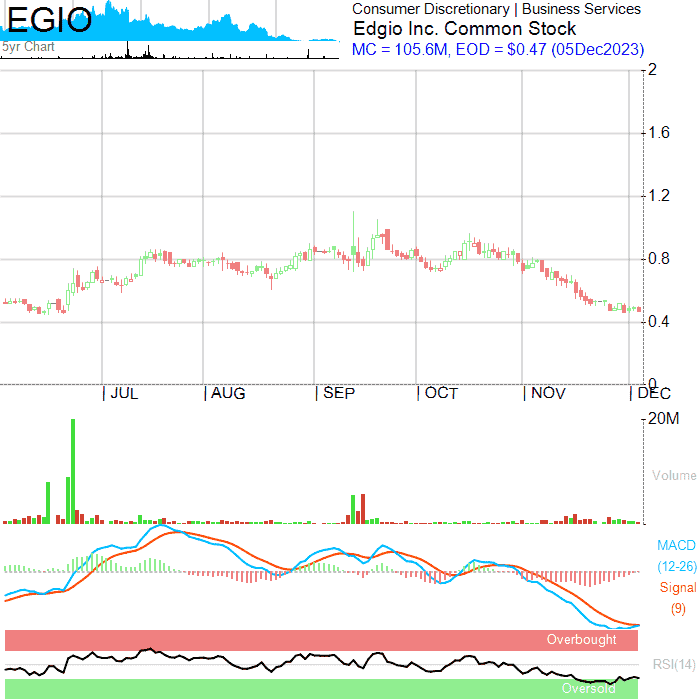 EGIO
5yr Chart
Consumer Discretionary | Business Services
Edgio Inc. Common Stock
MC = 105.6M, EOD = $0.47 (05Dec2023)
2
1.6
1.2
0.8
0.4
0
| JUL | AUG | SEP | OCT | NOV | DEC
20M
Volume
MACD
(12-26)
Signal
(9)
Overbought
RSI(14)
Oversold